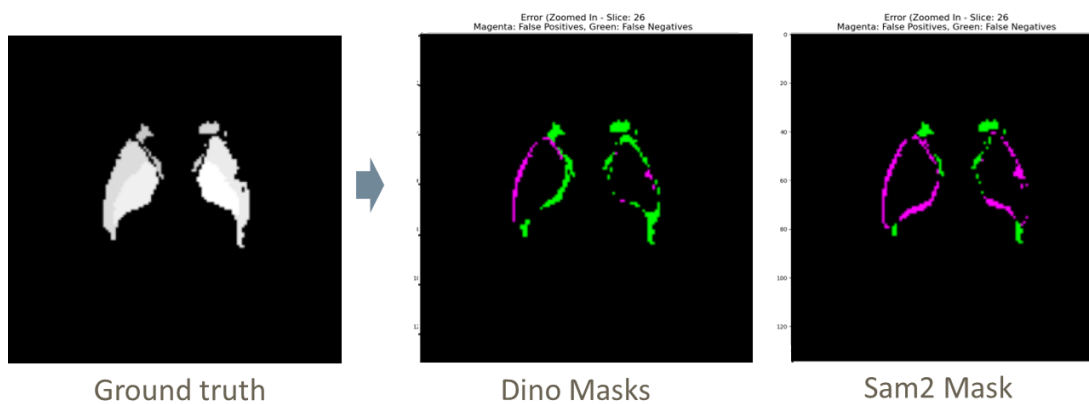 Error (Zoomed In - Slice: 26
Magenta: False Positives, Green: False Negatives
Error (Zoomed In - Slice: 26
Magenta: False Positives, Green: False Negatives
0
20
40
60
80
100
120
Ground truth
Dino Masks
Sam2 Mask